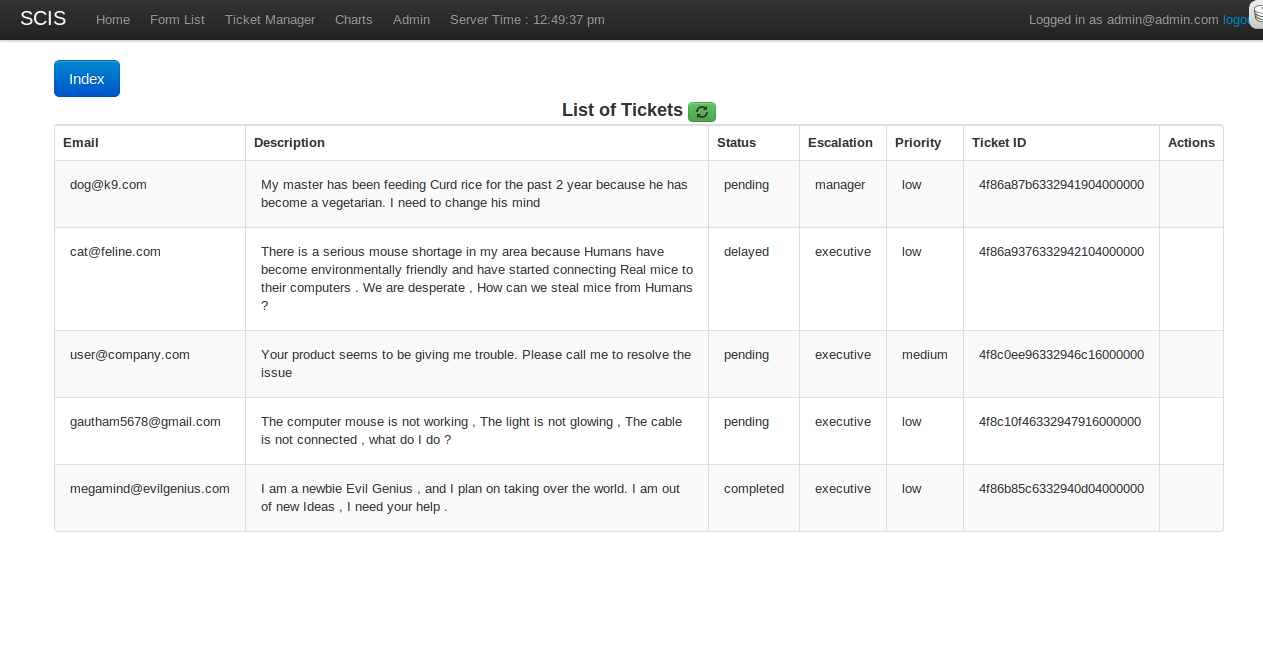 SCIS Home Form List Ticket Manager Charts Admin Server Time : 12:49:37 pm Logged in as admin@admin.com
Index
List of Tickets
Email Description Status Escalation Priority Ticket ID Actions
dog@k9.com My master has been feeding Curd rice for the past 2 year because he has pending manager low 4f86a87b6332941904000000
become a vegetarian. I need to change his mind
cat@feline.com There is a serious mouse shortage in my area because Humans have delayed executive low 4f86a9376332942104000000
become environmentally friendly and have started connecting Real mice to
their computers . We are desperate , How can we steal mice from Humans
?
user@company.com Your product seems to be giving me trouble. Please call me to resolve the pending executive medium 4f8c0ee96332946c16000000
issue
gautham5678@gmail.com The computer mouse is not working , The light is not glowing , The cable pending executive low 4f8c10f46332947916000000
is not connected , what do I do ?
megamind@evilgenius.com I am a newbie Evil Genius , and I plan on taking over the world. I am out completed executive low 4f86b85c6332940d04000000
of new Ideas , I need your help .